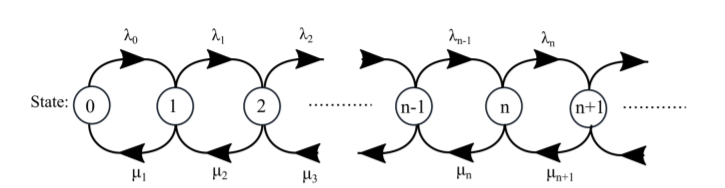 λ₀ λ₁ λ₂ λₙ₋₁ λₙ
State: 0 1 2 ............ n-1 n n+1 ............
μ₁ μ₂ μ₃ μₙ μₙ₊₁